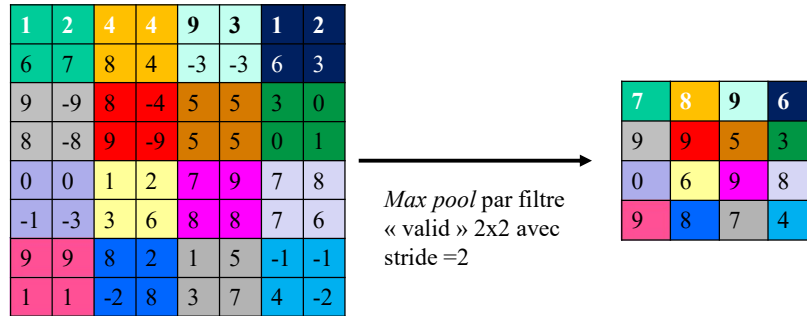 1 2 4 4 9 3 1 2
6 7 8 4 -3 -3 6 3
9 -9 8 -4 5 5 3 0
8 -8 9 -9 5 5 0 1
0 0 1 2 7 9 7 8
-1 -3 3 6 8 8 7 6
9 9 8 2 1 5 -1 -1
1 1 -2 8 3 7 4 -2
Max pool par filtre
« valid » 2x2 avec
stride =2
7 8 9 6
9 9 5 3
0 6 9 8
9 8 7 4